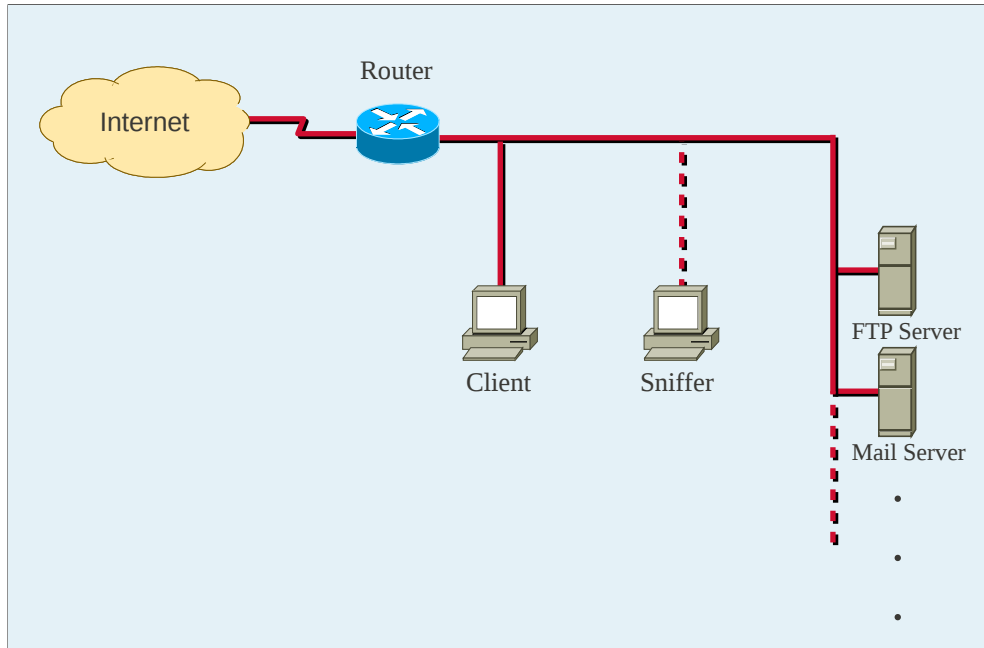 Router
Internet
FTP Server
Client
Sniffer
Mail Server